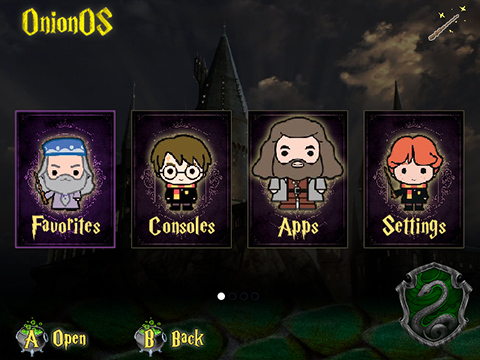 OnionOS
Favorites
Consoles
Apps
Settings
A Open
B Back